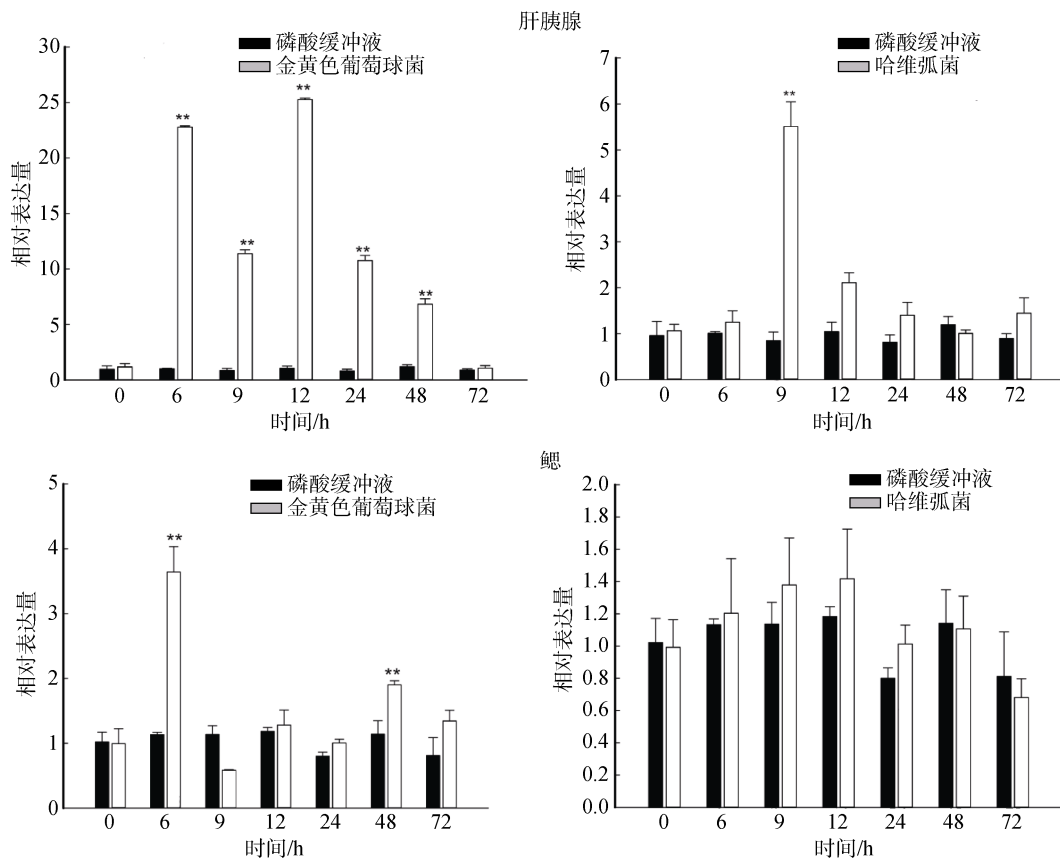 肝胰腺
磷酸缓冲液
金黄色葡萄球菌
相对表达量
30
25
20
15
10
5
0
**
**
**
**
**
0 6 9 12 24 48 72
时间/h
磷酸缓冲液
哈维弧菌
相对表达量
7
6
5
4
3
2
1
0
**
0 6 9 12 24 48 72
时间/h
鳃
磷酸缓冲液
金黄色葡萄球菌
相对表达量
5
4
3
2
1
0
**
**
0 6 9 12 24 48 72
时间/h
磷酸缓冲液
哈维弧菌
相对表达量
2.0
1.8
1.6
1.4
1.2
1.0
0.8
0.6
0.4
0.2
0.0
0 6 9 12 24 48 72
时间/h